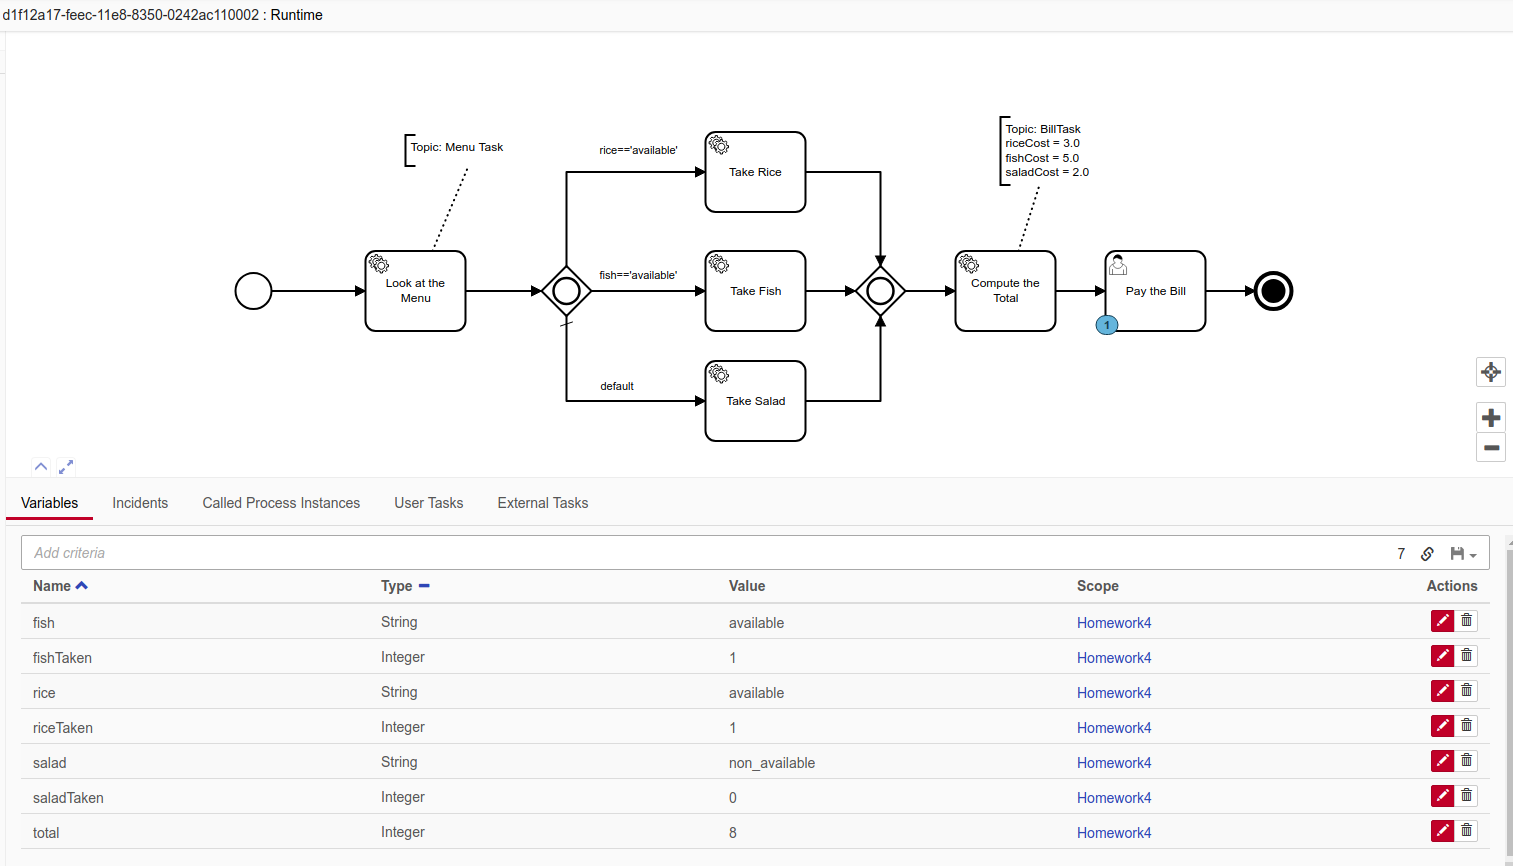 d1f12a17-feec-11e8-8350-0242ac110002 : Runtime
Topic: Menu Task
rice=='available'
Take Rice
Topic: BillTask
riceCost = 3.0
fishCost = 5.0
saladCost = 2.0
Look at the
Menu
fish=='available'
Take Fish
Compute the
Total
Pay the Bill
1
default
Take Salad
Variables Incidents Called Process Instances User Tasks External Tasks
Add criteria 7
Name Type Value Scope Actions
fish String available Homework4
fishTaken Integer 1 Homework4
rice String available Homework4
riceTaken Integer 1 Homework4
salad String non_available Homework4
saladTaken Integer 0 Homework4
total Integer 8 Homework4